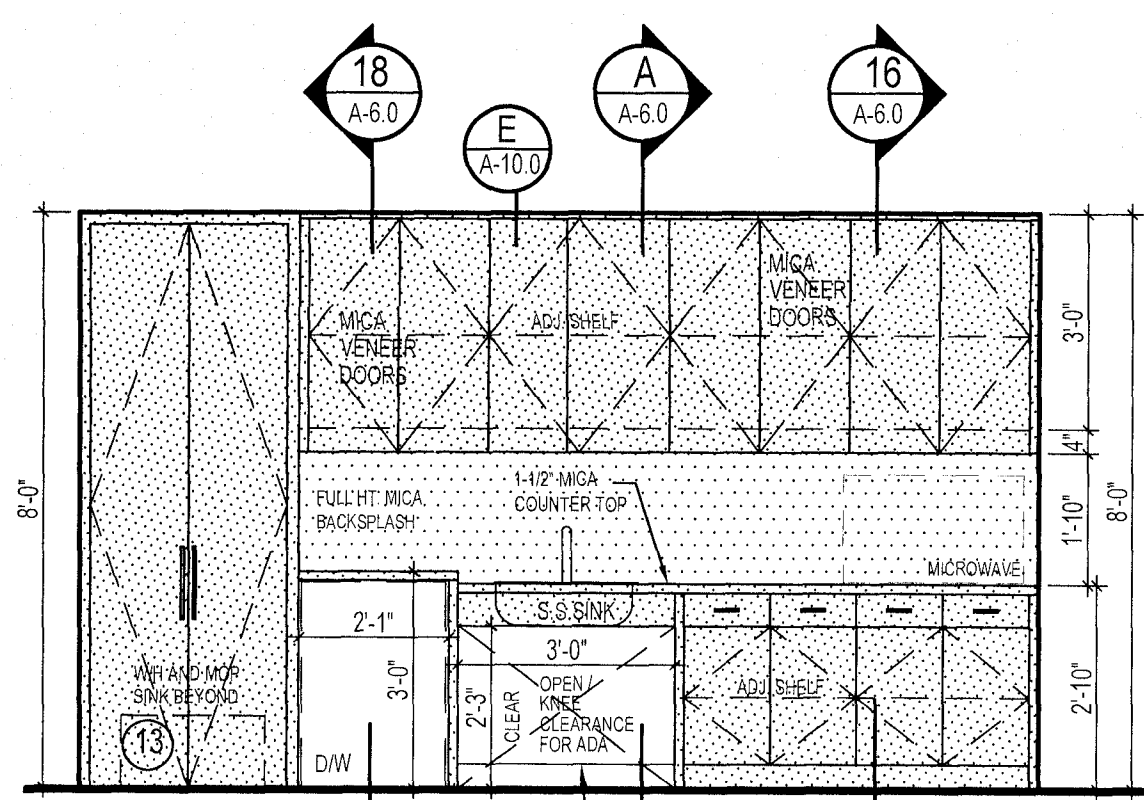 18
A-6.0
A
A-6.0
16
A-6.0
E
A-10.0
MICA
VENEER
DOORS
ADJ. SHELF
MICA
VENEER
DOORS
3'-0"
4"
1'-10"
8'-0"
8'-0"
FULL HT. MICA
BACKSPLASH
1-1/2" MICA
COUNTER TOP
MICROWAVE
S.S.SINK
2'-1"
3'-0"
3'-0"
2'-3"
CLEAR
OPEN /
KNEE
CLEARANCE
FOR ADA
ADJ. SHELF
2'-10"
W/H AND MOP
SINK BEYOND
13
D/W